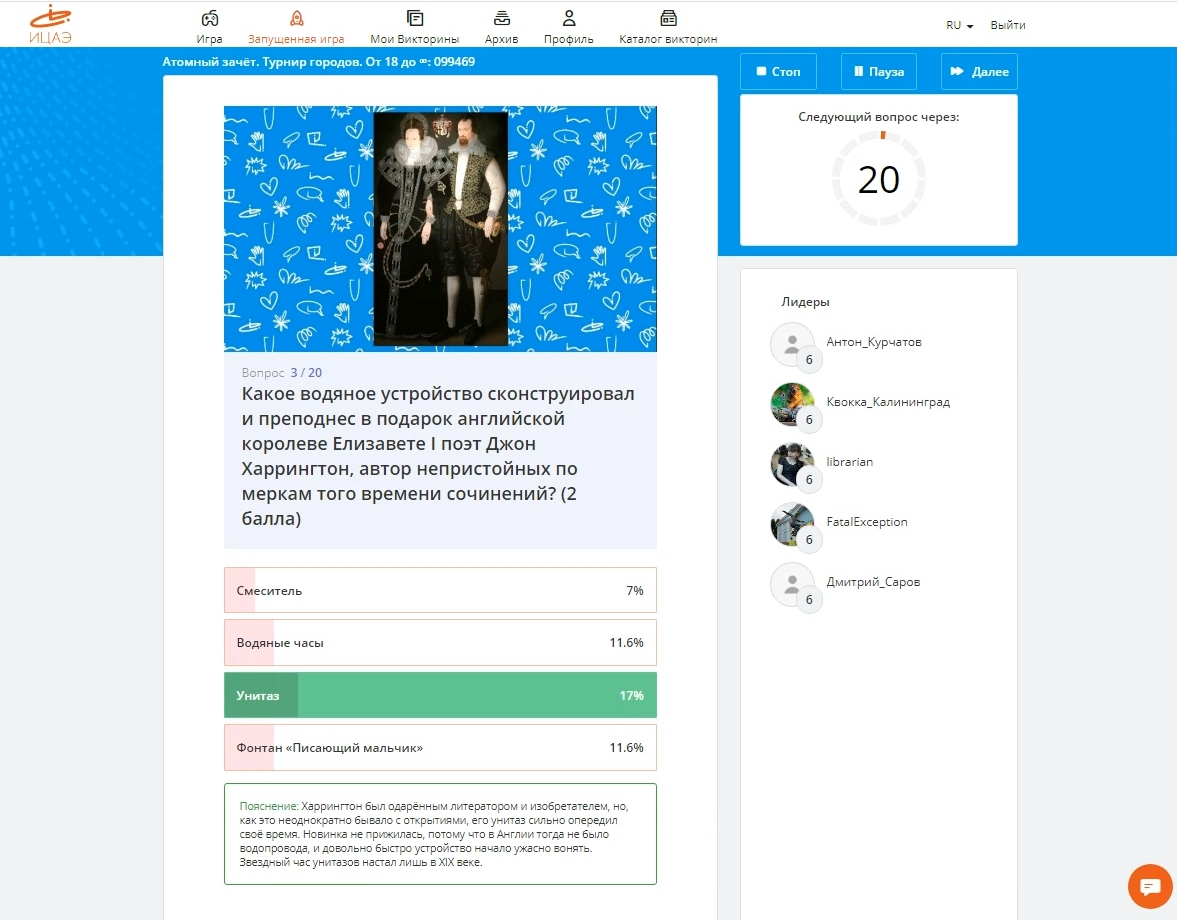 ИЦАЭ
Игра
Запущенная игра
Мои Викторины
Архив
Профиль
Каталог викторин
RU
Выйти
Атомный зачёт. Турнир городов. От 18 до ∞: 099469
Стоп
Пауза
Далее
Следующий вопрос через:
20
Вопрос 3 / 20
Какое водяное устройство сконструировал
и преподнес в подарок английской
королеве Елизавете I поэт Джон
Харрингтон, автор непристойных по
меркам того времени сочинений? (2
балла)
Смеситель 7%
Водяные часы 11.6%
Унитаз 17%
Фонтан «Писающий мальчик» 11.6%
Пояснение: Харрингтон был одарённым литератором и изобретателем, но,
как это неоднократно бывало с открытиями, его унитаз сильно опередил
своё время. Новинка не прижилась, потому что в Англии тогда не было
водопровода, и довольно быстро устройство начало ужасно вонять.
Звездный час унитазов настал лишь в XIX веке.
Лидеры
Антон_Курчатов
6
Квокка_Калининград
6
librarian
6
FatalException
6
Дмитрий_Саров
6